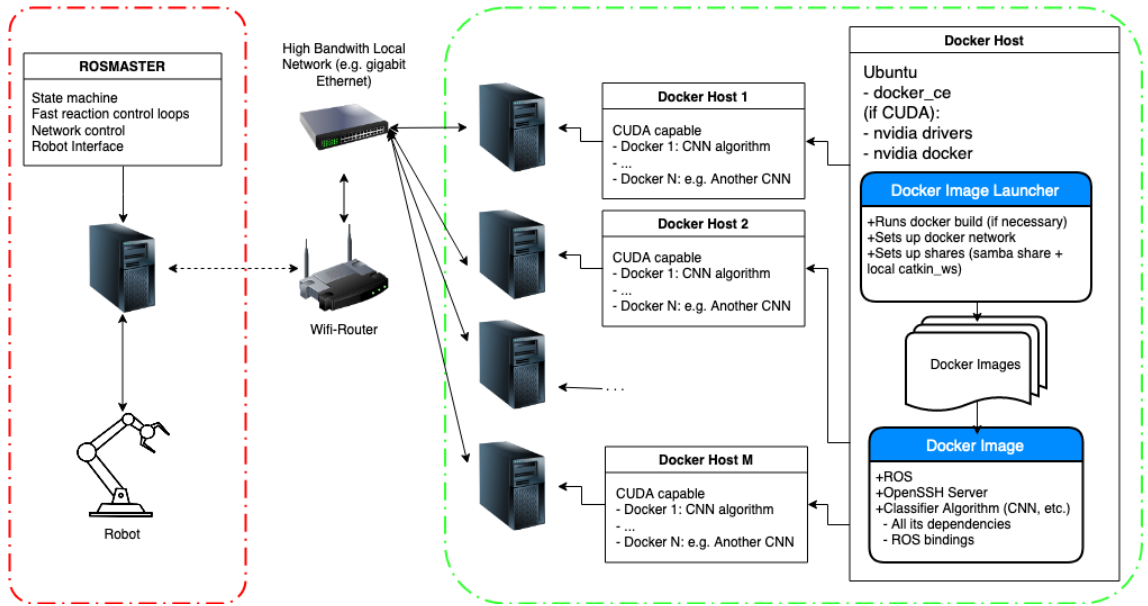 ROSMASTER
State machine
Fast reaction control loops
Network control
Robot Interface
Robot
High Bandwith Local
Network (e.g. gigabit
Ethernet)
Wifi-Router
Docker Host 1
CUDA capable
- Docker 1: CNN algorithm
- ...
- Docker N: e.g. Another CNN
Docker Host 2
CUDA capable
- Docker 1: CNN algorithm
- ...
- Docker N: e.g. Another CNN
...
Docker Host M
CUDA capable
- Docker 1: CNN algorithm
- ...
- Docker N: e.g. Another CNN
Docker Host
Ubuntu
- docker_ce
(if CUDA):
- nvidia drivers
- nvidia docker
Docker Image Launcher
+Runs docker build (if necessary)
+Sets up docker network
+Sets up shares (samba share +
local catkin_ws)
Docker Images
Docker Image
+ROS
+OpenSSH Server
+Classifier Algorithm (CNN, etc.)
- All its dependencies
- ROS bindings